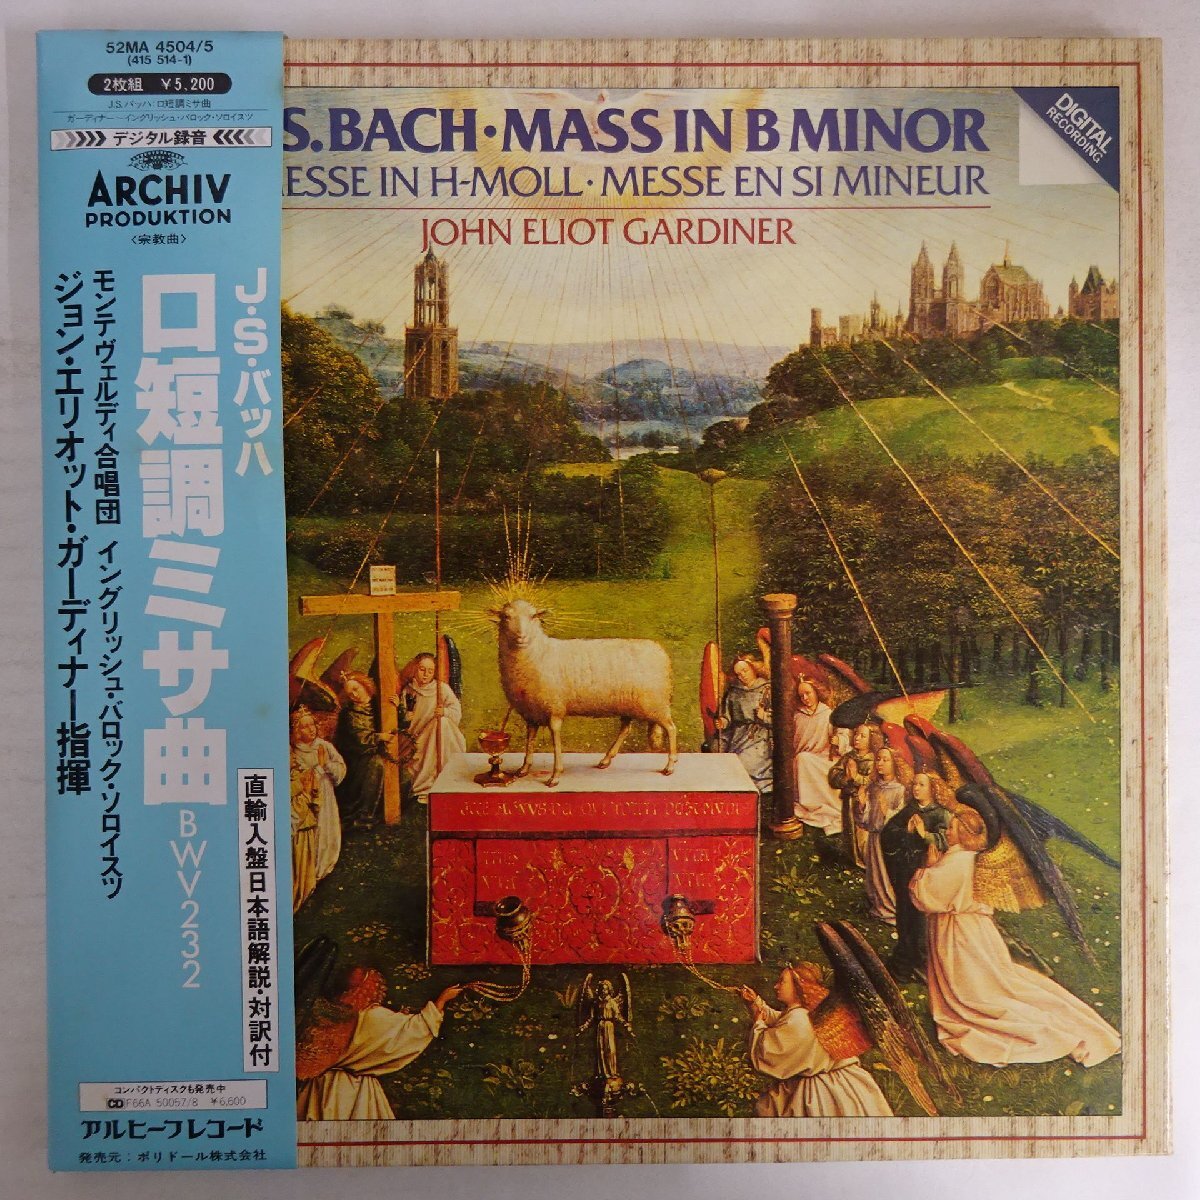 52MA 4504/5
(415 514-1)
2枚組 ¥5,200
J.S.バッハ:ロ短調ミサ曲
ガーディナー〜イングリッシュ・バロック・ソロイスツ
デジタル録音
ARCHIV
PRODUKTION
〈宗教曲〉
J・S・バッハ
ロ短調ミサ曲 BWV232
モンテヴェルディ合唱団 イングリッシュ・バロック・ソロイスツ
ジョン・エリオット・ガーディナー指揮
直輸入盤日本語解説・対訳付
コンパクトディスクも発売中
CD F66A 50057/8 ¥6,600
アルヒーフレコード
発売元:ポリドール株式会社
S.BACH·MASS IN B MINOR
ESSE IN H-MOLL·MESSE EN SI MINEUR
JOHN ELIOT GARDINER
DIGITAL
RECORDING